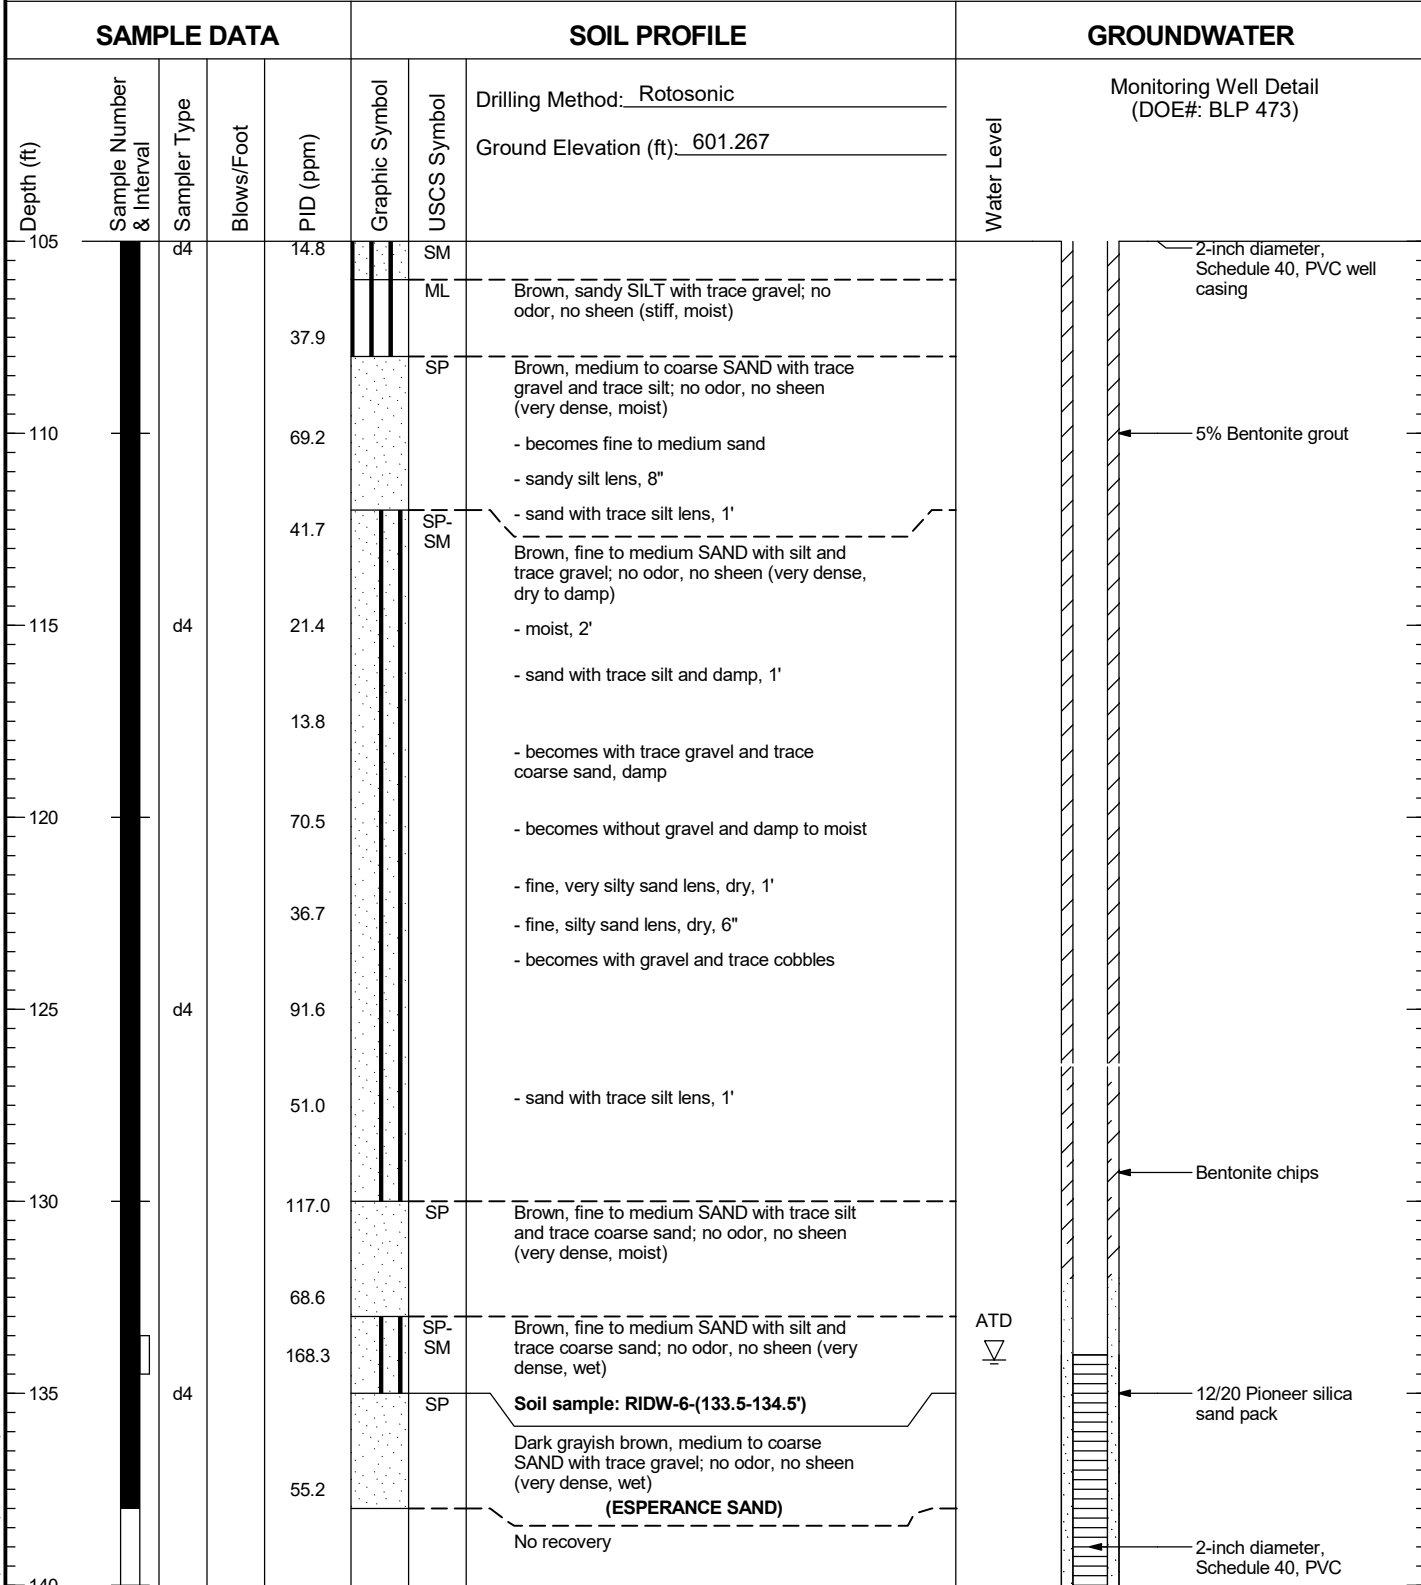 SAMPLE DATA
SOIL PROFILE
GROUNDWATER
Depth (ft)
Sample Number
& Interval
Sampler Type
Blows/Foot
PID (ppm)
Graphic Symbol
USCS Symbol
Drilling Method: Rotosonic
Ground Elevation (ft): 601.267
Water Level
Monitoring Well Detail
(DOE#: BLP 473)
105
d4
14.8
SM
2-inch diameter,
Schedule 40, PVC well
casing
ML
Brown, sandy SILT with trace gravel; no
odor, no sheen (stiff, moist)
37.9
SP
Brown, medium to coarse SAND with trace
gravel and trace silt; no odor, no sheen
(very dense, moist)
110
69.2
- becomes fine to medium sand
5% Bentonite grout
- sandy silt lens, 8"
- sand with trace silt lens, 1'
41.7
SP-
SM
Brown, fine to medium SAND with silt and
trace gravel; no odor, no sheen (very dense,
dry to damp)
115
d4
21.4
- moist, 2'
- sand with trace silt and damp, 1'
13.8
- becomes with trace gravel and trace
coarse sand, damp
120
70.5
- becomes without gravel and damp to moist
- fine, very silty sand lens, dry, 1'
36.7
- fine, silty sand lens, dry, 6"
- becomes with gravel and trace cobbles
125
d4
91.6
51.0
- sand with trace silt lens, 1'
Bentonite chips
130
117.0
SP
Brown, fine to medium SAND with trace silt
and trace coarse sand; no odor, no sheen
(very dense, moist)
68.6
SP-
SM
Brown, fine to medium SAND with silt and
trace coarse sand; no odor, no sheen (very
dense, wet)
ATD
168.3
135
d4
SP
Soil sample: RIDW-6-(133.5-134.5')
12/20 Pioneer silica
sand pack
Dark grayish brown, medium to coarse
SAND with trace gravel; no odor, no sheen
(very dense, wet)
55.2
(ESPERANCE SAND)
No recovery
2-inch diameter,
Schedule 40, PVC
140